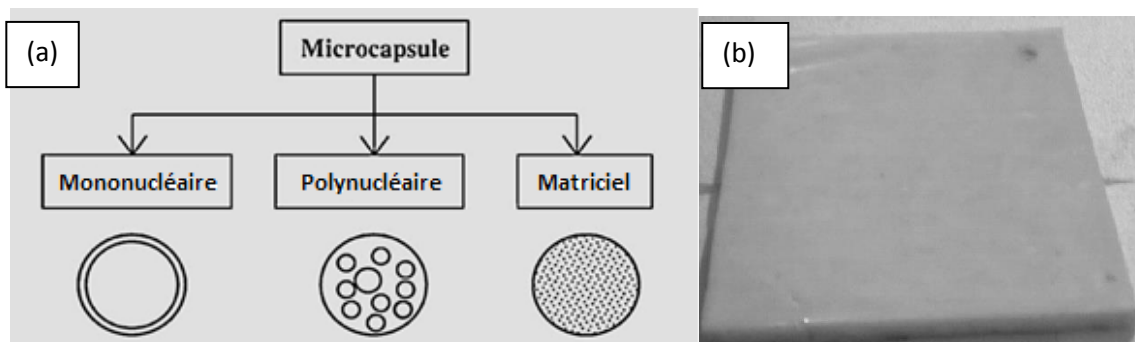 (a)
Microcapsule
Mononucléaire
Polynucléaire
Matriciel
(b)